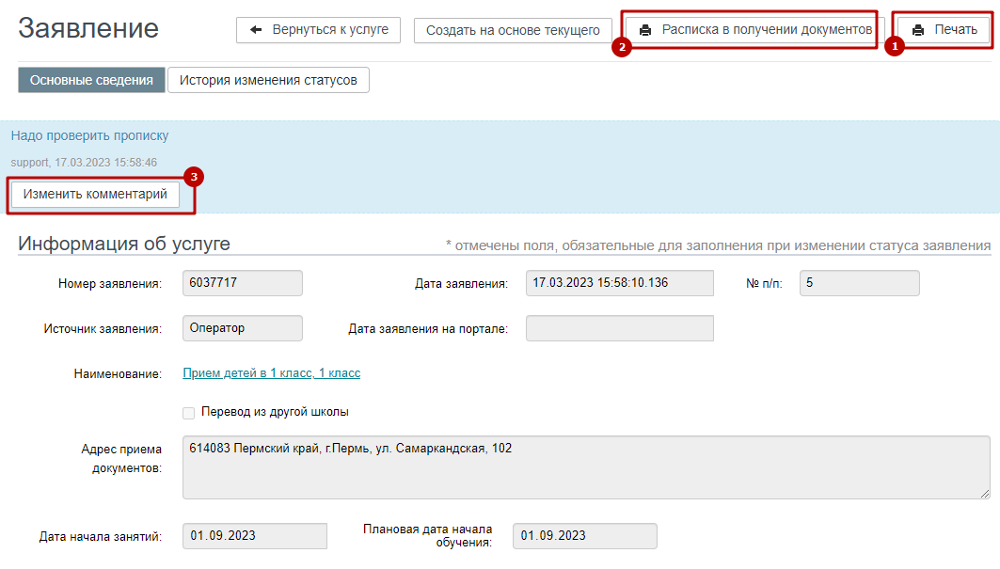 Заявление
Вернуться к услуге
Создать на основе текущего
Расписка в получении документов
Печать
2
1
Основные сведения
История изменения статусов
Надо проверить прописку
support, 17.03.2023 15:58:46
3
Изменить комментарий
Информация об услуге
* отмечены поля, обязательные для заполнения при изменении статуса заявления
Номер заявления: 6037717
Дата заявления: 17.03.2023 15:58:10.136
№ п/п: 5
Источник заявления: Оператор
Дата заявления на портале:
Наименование: Прием детей в 1 класс, 1 класс
Перевод из другой школы
Адрес приема
документов:
614083 Пермский край, г.Пермь, ул. Самаркандская, 102
Дата начала занятий: 01.09.2023
Плановая дата начала
обучения:
01.09.2023